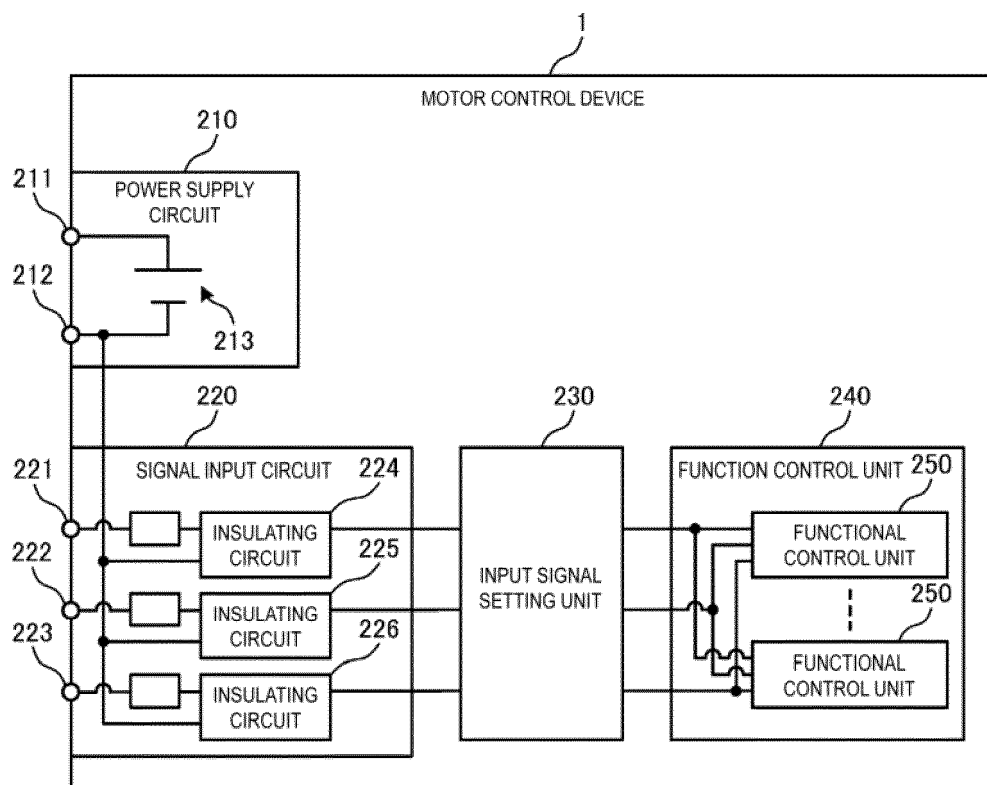 1
MOTOR CONTROL DEVICE
210
211
POWER SUPPLY
CIRCUIT
212
213
220
230
240
221
SIGNAL INPUT CIRCUIT
224
FUNCTION CONTROL UNIT
250
INSULATING
CIRCUIT
FUNCTIONAL
CONTROL UNIT
222
225
INPUT SIGNAL
SETTING UNIT
INSULATING
CIRCUIT
250
223
226
INSULATING
CIRCUIT
FUNCTIONAL
CONTROL UNIT